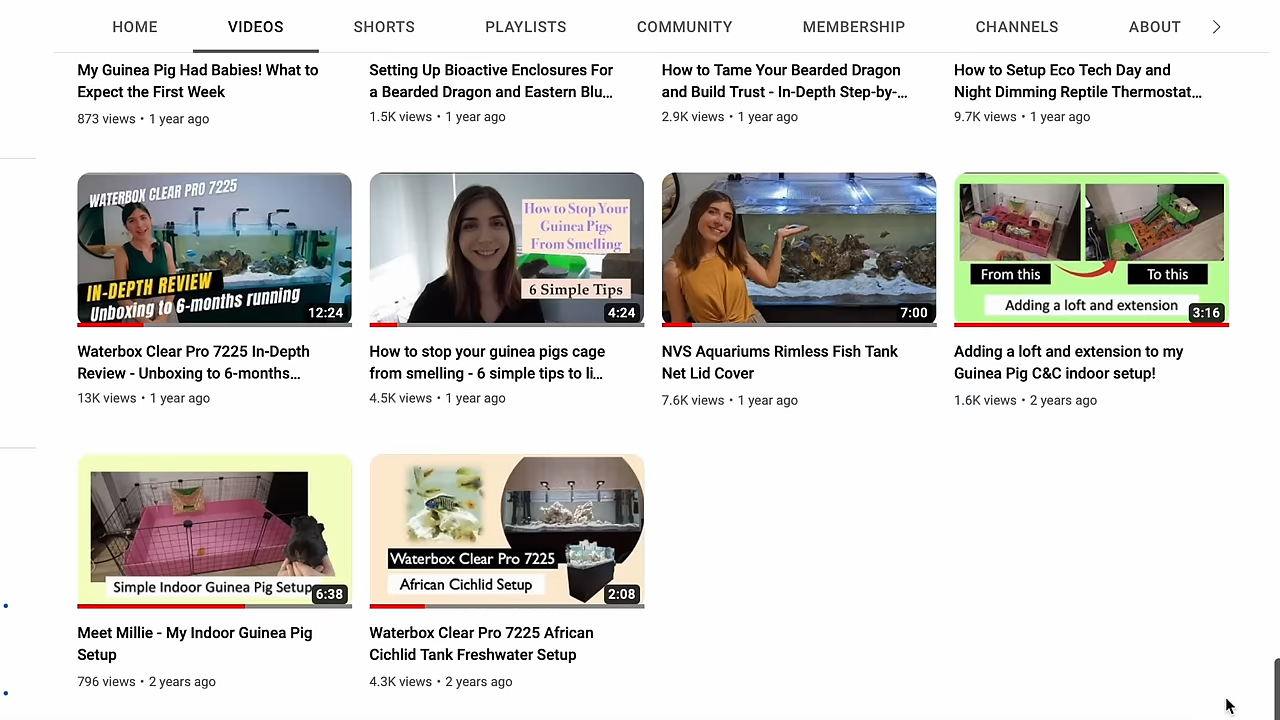 HOME VIDEOS SHORTS PLAYLISTS COMMUNITY MEMBERSHIP CHANNELS ABOUT
My Guinea Pig Had Babies! What to
Expect the First Week
873 views • 1 year ago
Setting Up Bioactive Enclosures For
a Bearded Dragon and Eastern Blu...
1.5K views • 1 year ago
How to Tame Your Bearded Dragon
and Build Trust - In-Depth Step-by-...
2.9K views • 1 year ago
How to Setup Eco Tech Day and
Night Dimming Reptile Thermostat...
9.7K views • 1 year ago
WATERBOX CLEAR PRO 7225
IN-DEPTH REVIEW
Unboxing to 6-months running
12:24
Waterbox Clear Pro 7225 In-Depth
Review - Unboxing to 6-months...
13K views • 1 year ago
How to Stop Your
Guinea Pigs
From Smelling
6 Simple Tips
4:24
How to stop your guinea pigs cage
from smelling - 6 simple tips to li...
4.5K views • 1 year ago
7:00
NVS Aquariums Rimless Fish Tank
Net Lid Cover
7.6K views • 1 year ago
From this
To this
Adding a loft and extension
3:16
Adding a loft and extension to my
Guinea Pig C&C indoor setup!
1.6K views • 2 years ago
Simple Indoor Guinea Pig Setup
6:38
Meet Millie - My Indoor Guinea Pig
Setup
796 views • 2 years ago
Waterbox Clear Pro 7225
African Cichlid Setup
2:08
Waterbox Clear Pro 7225 African
Cichlid Tank Freshwater Setup
4.3K views • 2 years ago